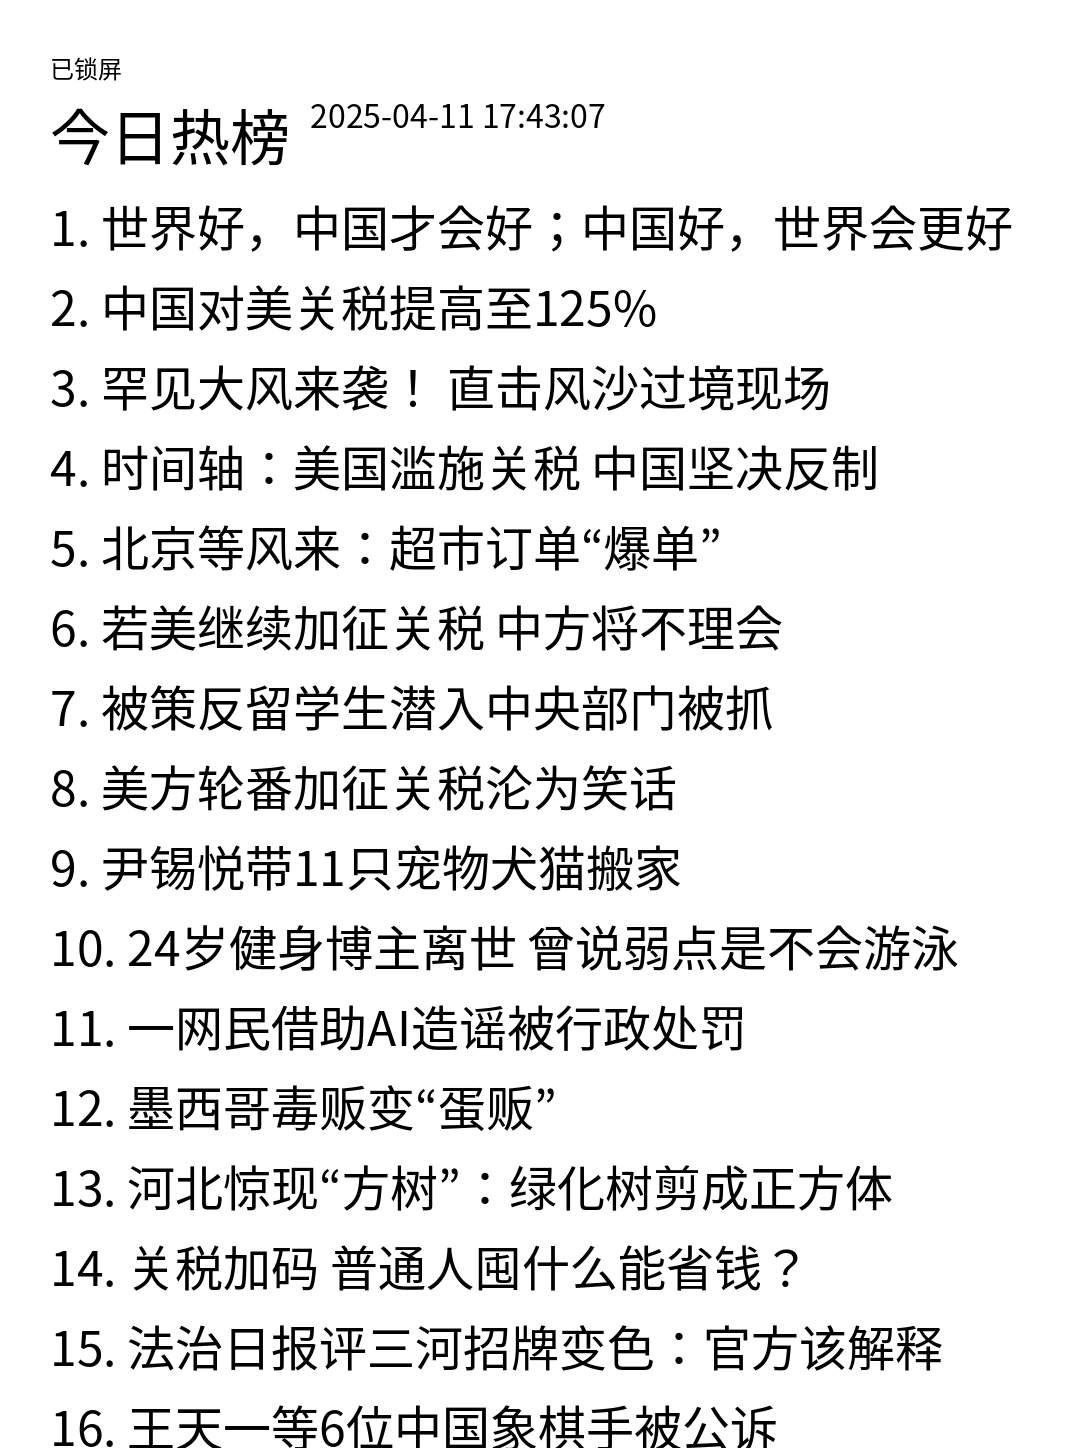 已锁屏
今日热榜 2025-04-11 17:43:07
1. 世界好，中国才会好；中国好，世界会更好
2. 中国对美关税提高至125%
3. 罕见大风来袭！ 直击风沙过境现场
4. 时间轴：美国滥施关税 中国坚决反制
5. 北京等风来：超市订单“爆单”
6. 若美继续加征关税 中方将不理会
7. 被策反留学生潜入中央部门被抓
8. 美方轮番加征关税沦为笑话
9. 尹锡悦带11只宠物犬猫搬家
10. 24岁健身博主离世 曾说弱点是不会游泳
11. 一网民借助AI造谣被行政处罚
12. 墨西哥毒贩变“蛋贩”
13. 河北惊现“方树”：绿化树剪成正方体
14. 关税加码 普通人囤什么能省钱？
15. 法治日报评三河招牌变色：官方该解释
16. 王天一等6位中国象棋手被公诉